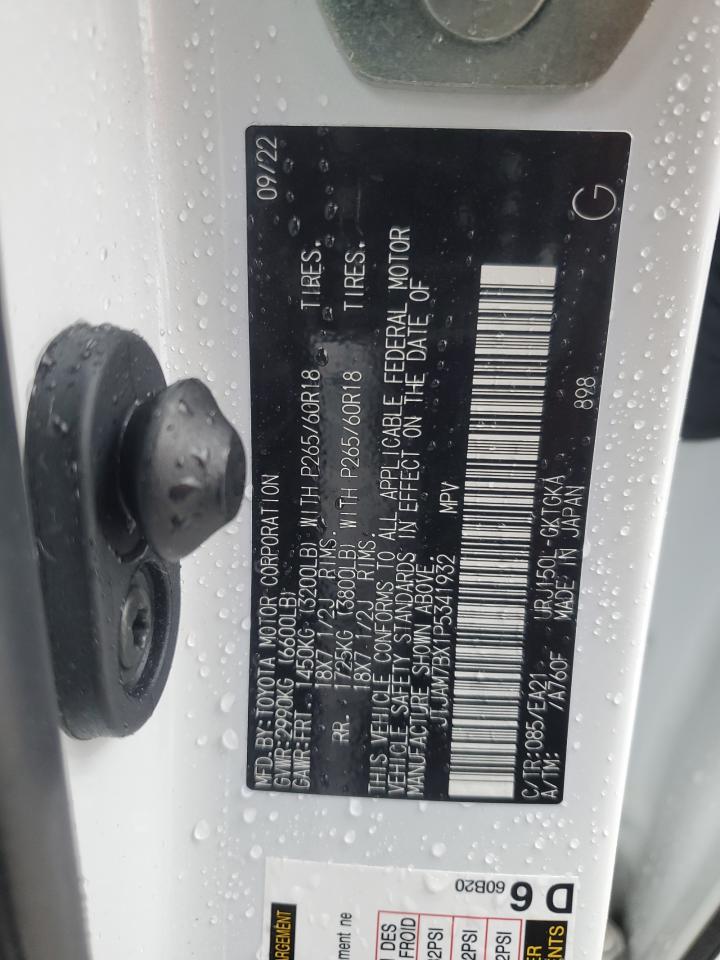 MFD.BY:TOYOTA MOTOR CORPORATION 09/22
GVWR:2990KG (6600LB)
GAWR:FRT. 1450KG (3200LB) WITH P265/60R18 TIRES.
18X7 1/2J RIMS.
RR. 1725KG (3800LB) WITH P265/60R18 TIRES.
18X7 1/2J RIMS.
THIS VEHICLE CONFORMS TO ALL APPLICABLE FEDERAL MOTOR
VEHICLE SAFETY STANDARDS IN EFFECT ON THE DATE OF
MANUFACTURE SHOWN ABOVE.
JTJAM7BX1P5341932 MPV
C/TR:085/EA21 URJ150L-GKTGKA 898
A/TM: /A760F MADE IN JAPAN G
D 6
60B20